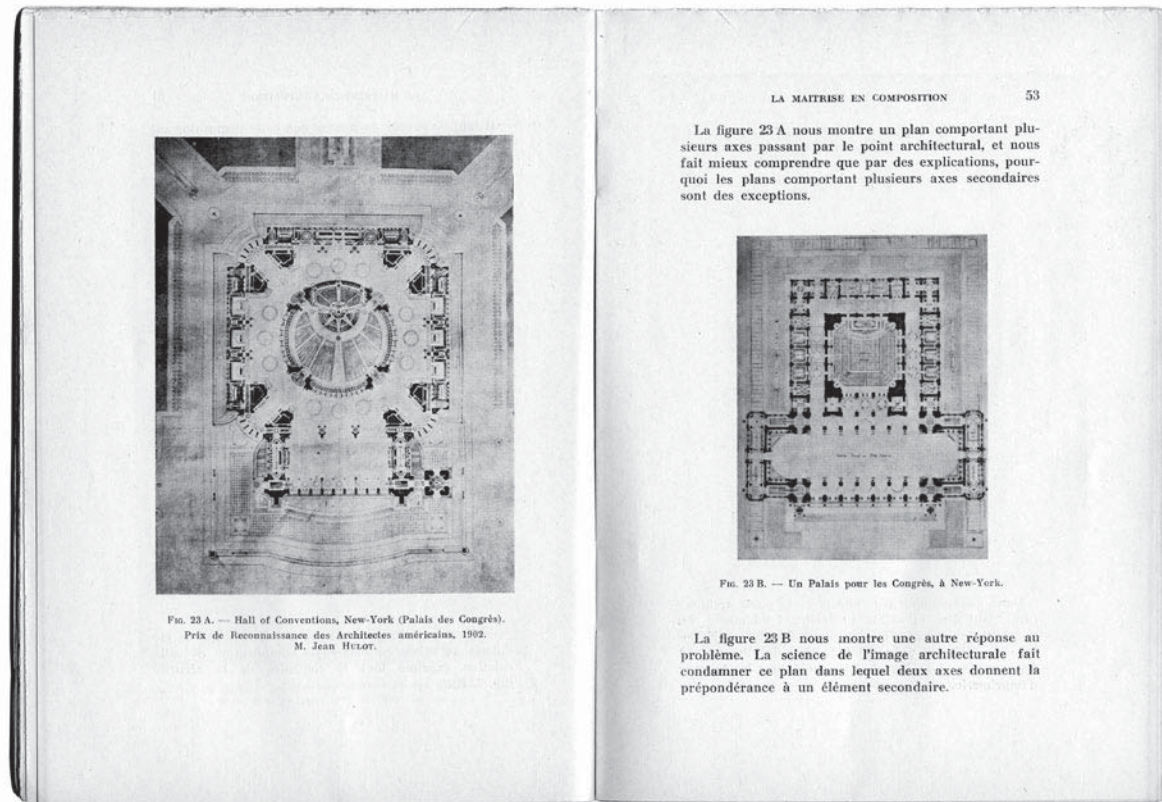 Fig. 23 A. — Hall of Conventions, New-York (Palais des Congrès).
Prix de Reconnaissance des Architectes américains, 1902.
M. Jean Hulot.
LA MAITRISE EN COMPOSITION 53
La figure 23 A nous montre un plan comportant plu-
sieurs axes passant par le point architectural, et nous
fait mieux comprendre que par des explications, pour-
quoi les plans comportant plusieurs axes secondaires
sont des exceptions.
Fig. 23 B. — Un Palais pour les Congrès, à New-York.
La figure 23 B nous montre une autre réponse au
problème. La science de l'image architecturale fait
condamner ce plan dans lequel deux axes donnent la
prépondérance à un élément secondaire.